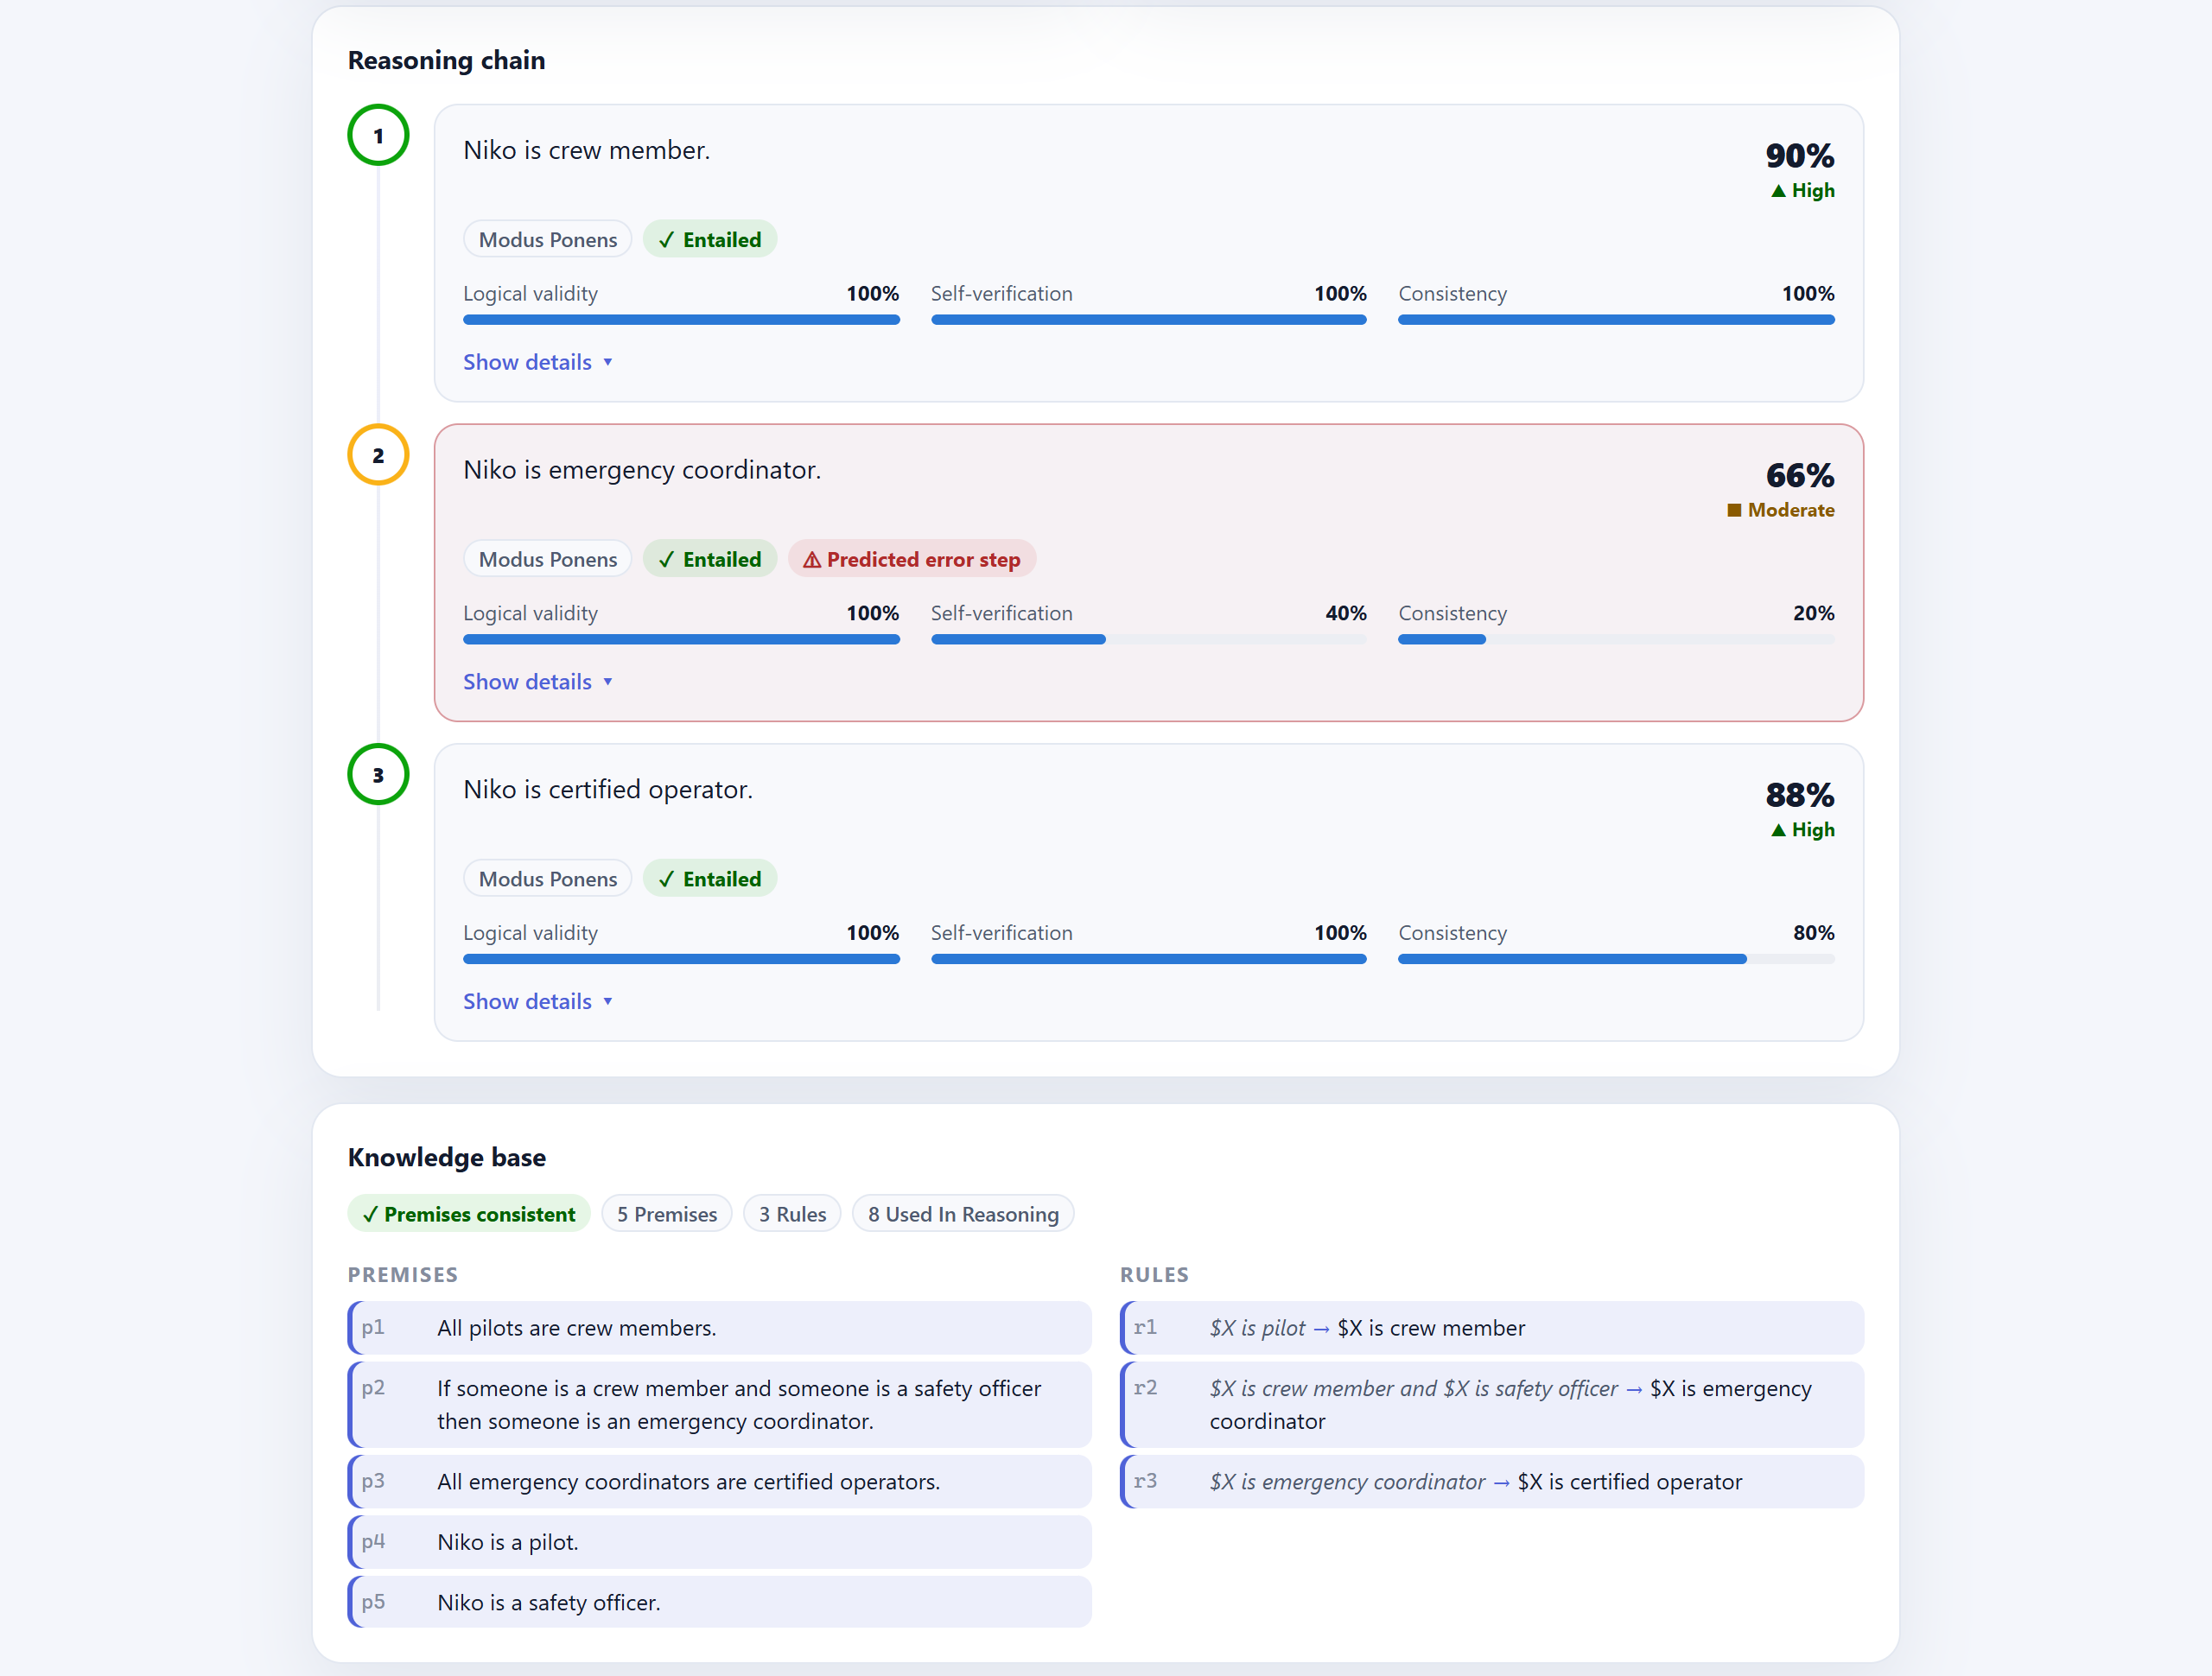 Reasoning chain
1
Niko is crew member.
90%
▲ High
Modus Ponens
✓ Entailed
Logical validity 100%
Self-verification 100%
Consistency 100%
Show details ▼
2
Niko is emergency coordinator.
66%
■ Moderate
Modus Ponens
✓ Entailed
⚠ Predicted error step
Logical validity 100%
Self-verification 40%
Consistency 20%
Show details ▼
3
Niko is certified operator.
88%
▲ High
Modus Ponens
✓ Entailed
Logical validity 100%
Self-verification 100%
Consistency 80%
Show details ▼
Knowledge base
✓ Premises consistent
5 Premises
3 Rules
8 Used In Reasoning
PREMISES
p1 All pilots are crew members.
p2 If someone is a crew member and someone is a safety officer
then someone is an emergency coordinator.
p3 All emergency coordinators are certified operators.
p4 Niko is a pilot.
p5 Niko is a safety officer.
RULES
r1 $X is pilot → $X is crew member
r2 $X is crew member and $X is safety officer → $X is emergency
coordinator
r3 $X is emergency coordinator → $X is certified operator